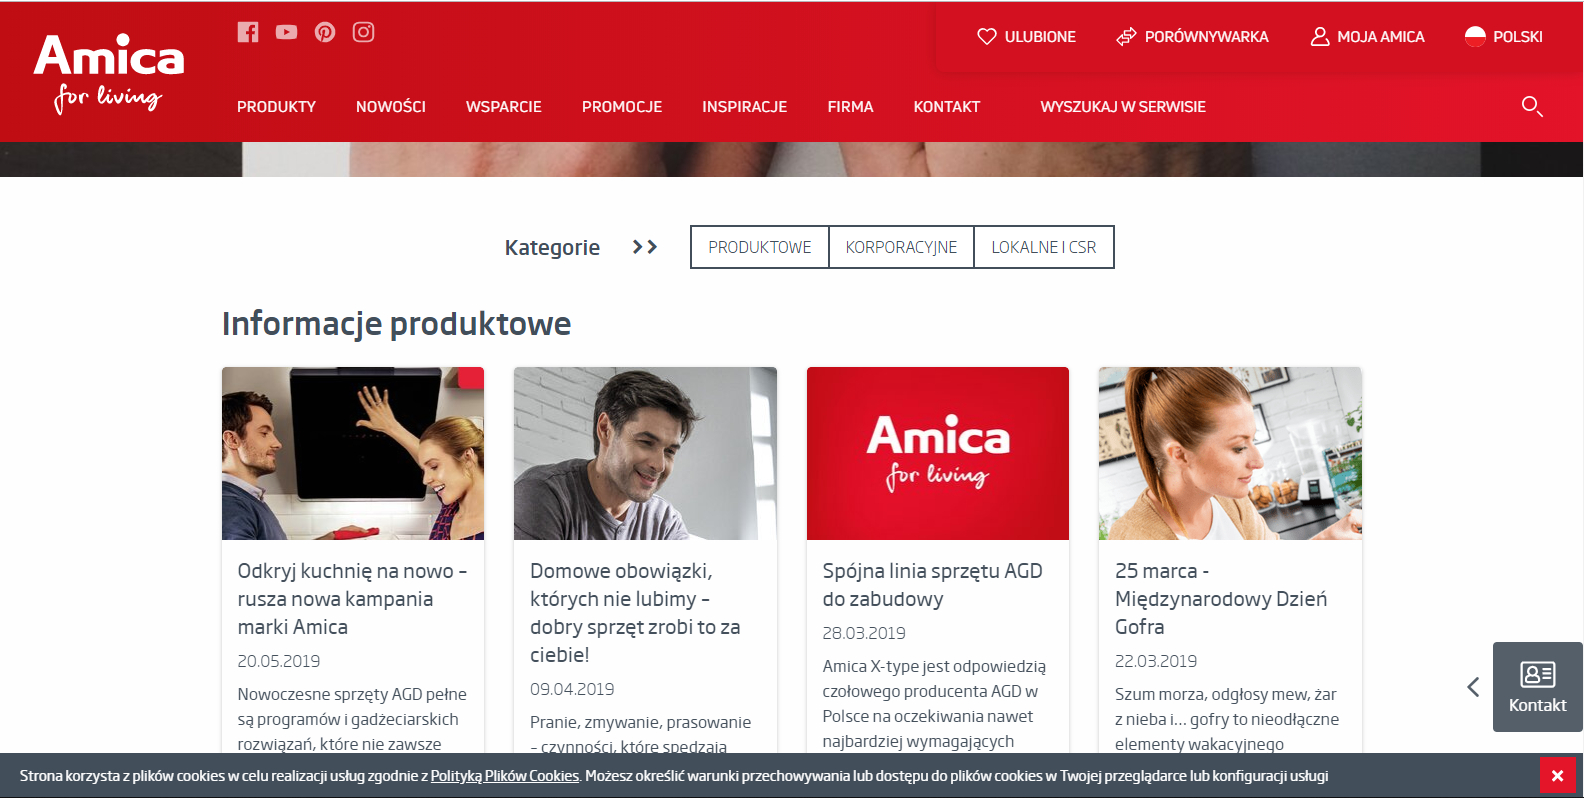 Amica
for living
ULUBIONE
PORÓWNYWARKA
MOJA AMICA
POLSKI
PRODUKTY
NOWOŚCI
WSPARCIE
PROMOCJE
INSPIRACJE
FIRMA
KONTAKT
WYSZUKAJ W SERWISIE
Kategorie
PRODUKTOWE
KORPORACYJNE
LOKALNE I CSR
Informacje produktowe
Odkryj kuchnię na nowo –
rusza nowa kampania
marki Amica
20.05.2019
Nowoczesne sprzęty AGD pełne
są programów i gadżeciarskich
rozwiązań, które nie zawsze
Domowe obowiązki,
których nie lubimy –
dobry sprzęt zrobi to za
ciebie!
09.04.2019
Pranie, zmywanie, prasowanie
– czynności, które spędzają
Amica
for living
Spójna linia sprzętu AGD
do zabudowy
28.03.2019
Amica X-type jest odpowiedzią
czołowego producenta AGD w
Polsce na oczekiwania nawet
najbardziej wymagających
25 marca -
Międzynarodowy Dzień
Gofra
22.03.2019
Szum morza, odgłosy mew, żar
z nieba i... gofry to nieodłączne
elementy wakacyjnego
Kontakt
Strona korzysta z plików cookies w celu realizacji usług zgodnie z Polityką Plików Cookies. Możesz określić warunki przechowywania lub dostępu do plików cookies w Twojej przeglądarce lub konfiguracji usługi